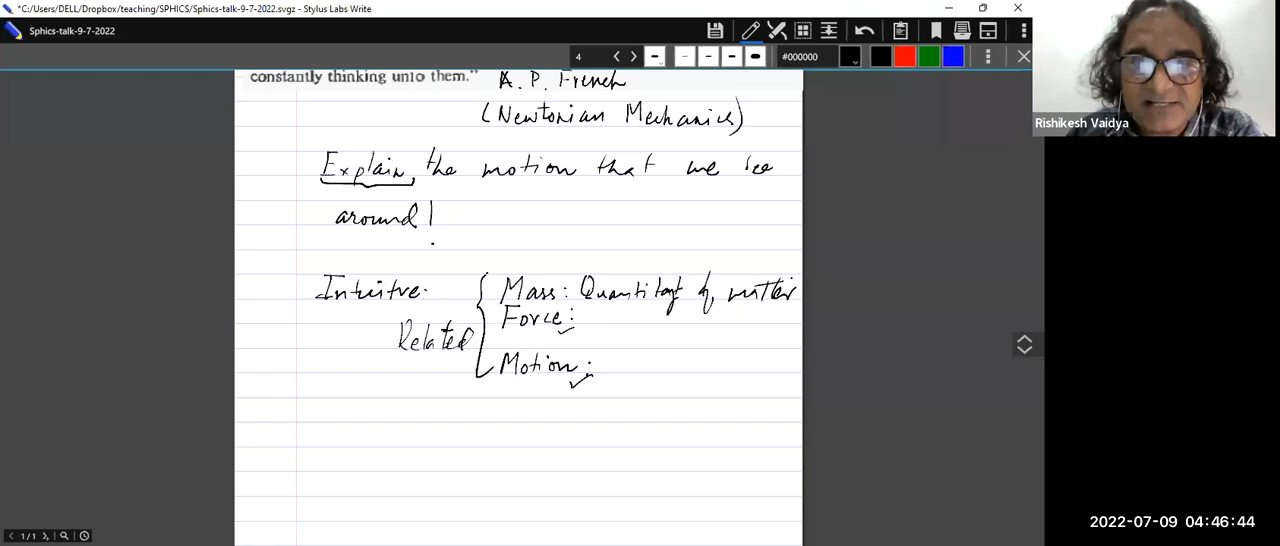 *C:/Users/DELL/Dropbox/teaching/SPHICS/Sphics-talk-9-7-2022.svgz - Stylus Labs Write
Sphics-talk-9-7-2022
4
#000000
constantly thinking unto them."
A. P. French
(Newtonian Mechanics)
Rishikesh Vaidya
Explain the motion that we see
around!
Intuitve. Mass: Quantitay of matter
Force:
Related
Motion:
1/1
2022-07-09 04:46:44